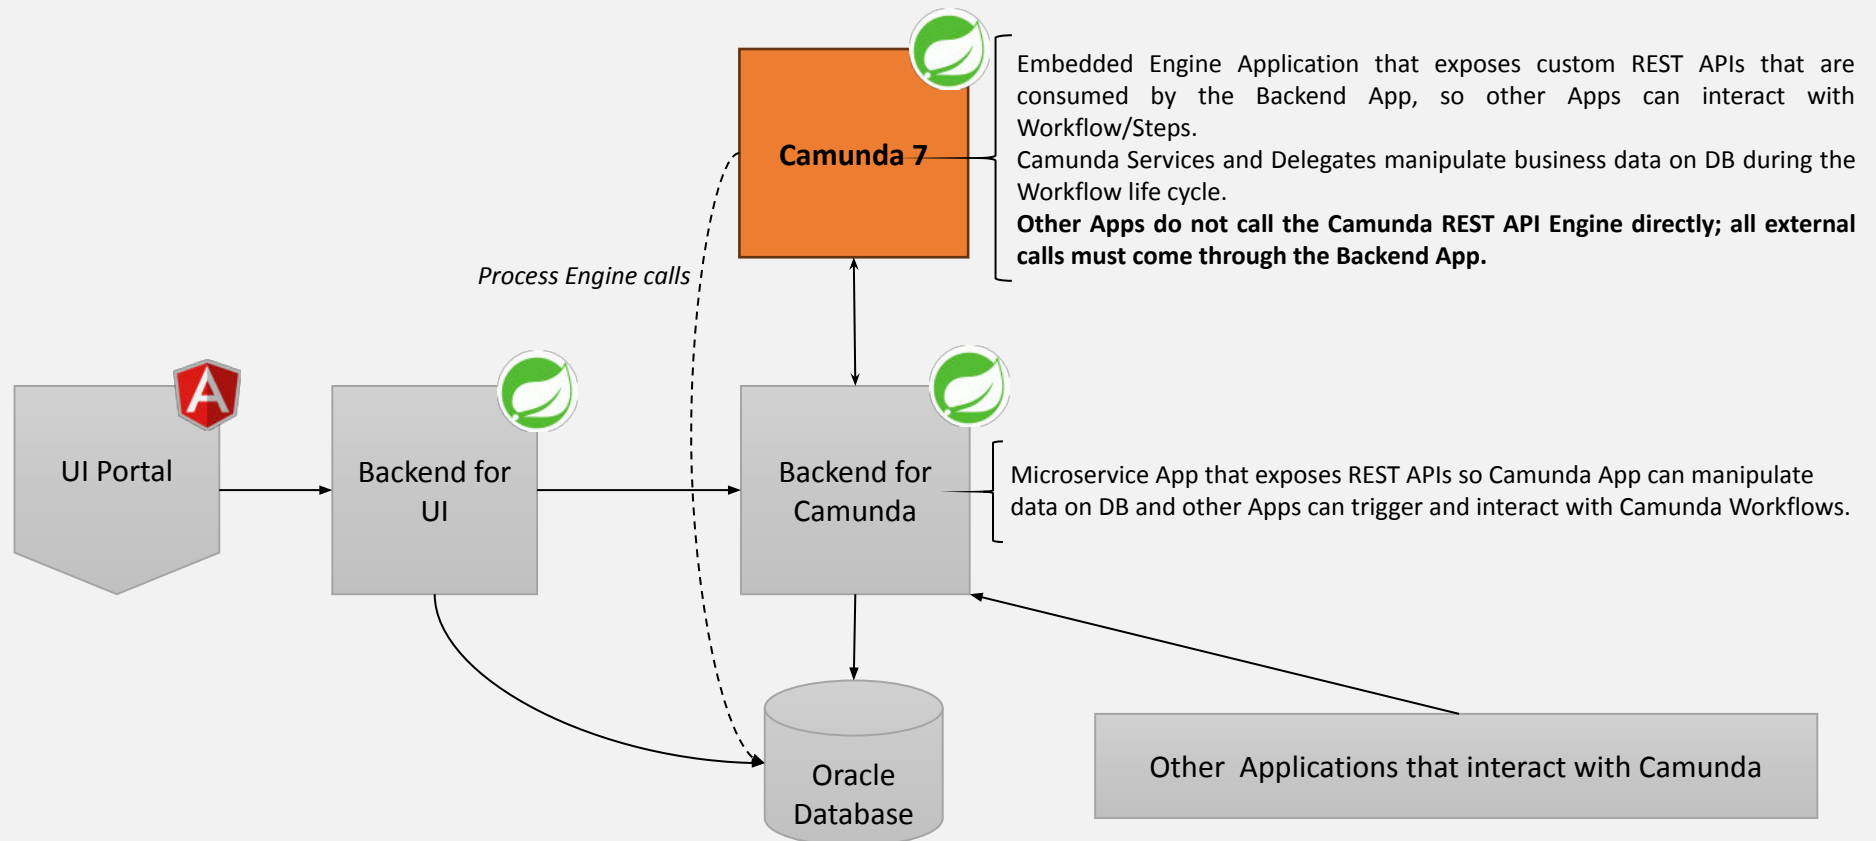 Embedded Engine Application that exposes custom REST APIs that are
consumed by the Backend App, so other Apps can interact with
Workflow/Steps.
Camunda 7
Camunda Services and Delegates manipulate business data on DB during the
Workflow life cycle.
Other Apps do not call the Camunda REST API Engine directly; all external
calls must come through the Backend App.
Process Engine calls
A
UI Portal
Backend for
UI
Backend for
Camunda
Microservice App that exposes REST APIs so Camunda App can manipulate
data on DB and other Apps can trigger and interact with Camunda Workflows.
Oracle
Database
Other Applications that interact with Camunda